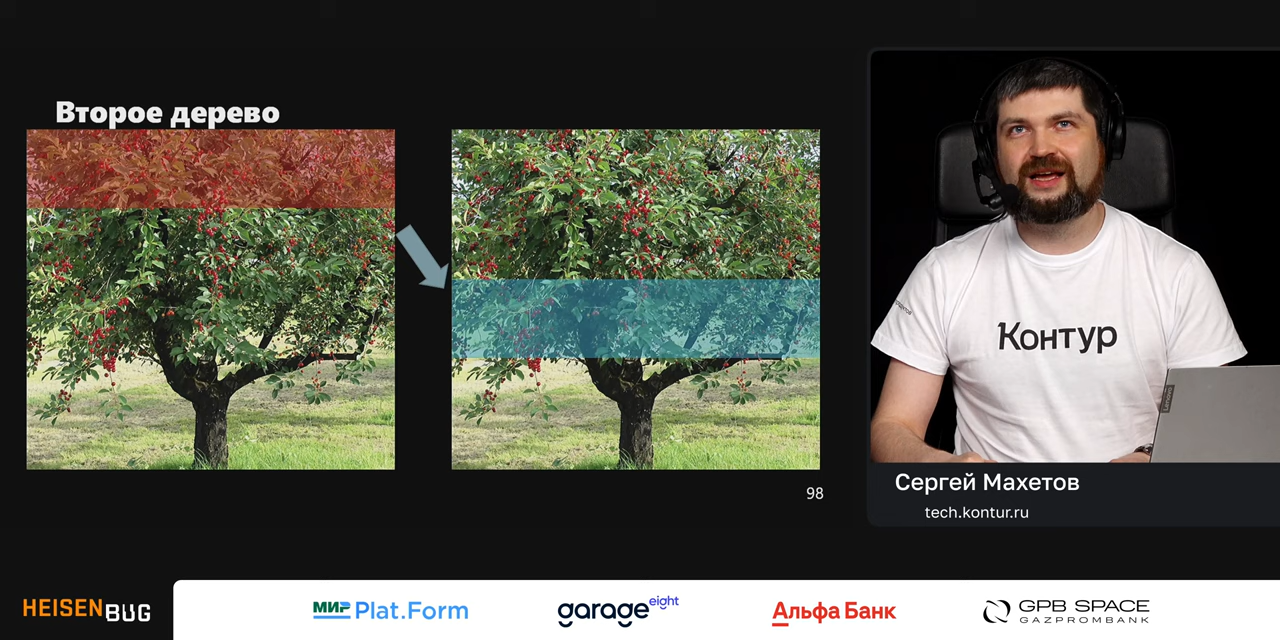 Второе дерево
98
Контур
Lenovo
Сергей Махетов
tech.kontur.ru
HEISENBUG
МИР Plat.Form
garage eight
Альфа Банк
GPB SPACE
GAZPROMBANK